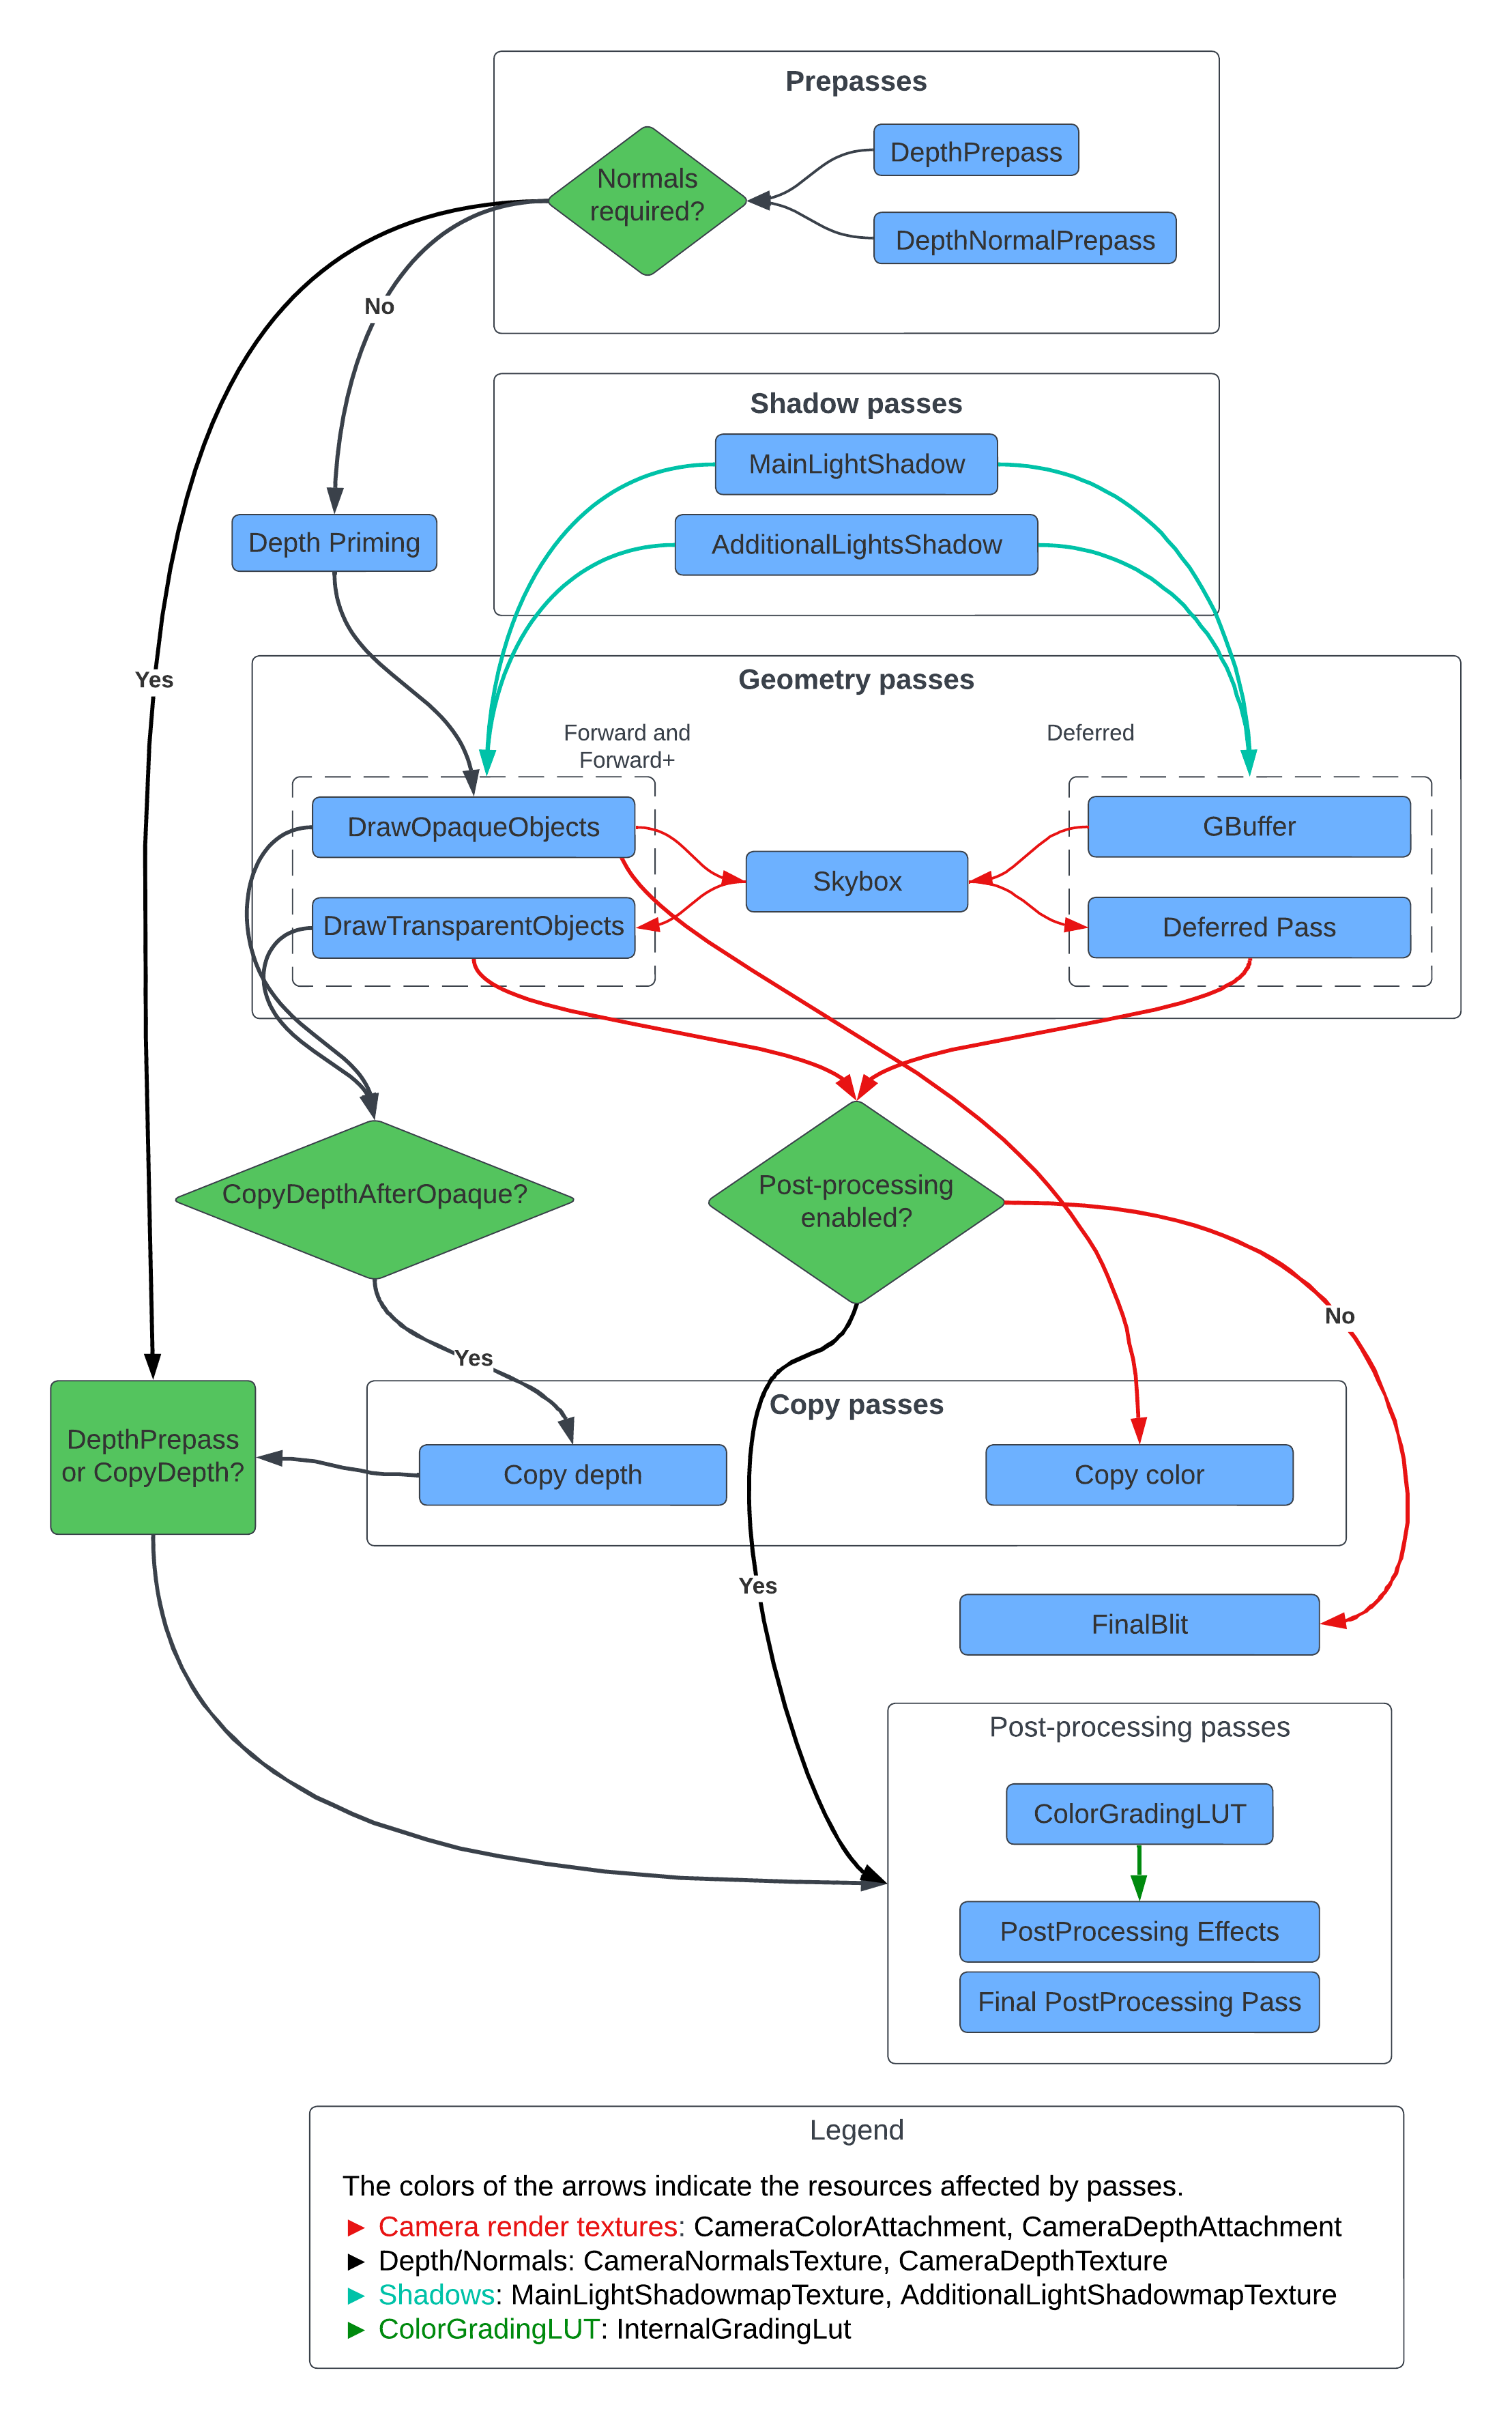 Prepasses
Normals
required?
DepthPrepass
DepthNormalPrepass
No
Shadow passes
MainLightShadow
AdditionalLightsShadow
Depth Priming
Yes
Geometry passes
Forward and
Forward+
Deferred
DrawOpaqueObjects
GBuffer
Skybox
DrawTransparentObjects
Deferred Pass
CopyDepthAfterOpaque?
Post-processing
enabled?
No
Yes
Copy passes
DepthPrepass
or CopyDepth?
Copy depth
Copy color
Yes
FinalBlit
Post-processing passes
ColorGradingLUT
PostProcessing Effects
Final PostProcessing Pass
Legend
The colors of the arrows indicate the resources affected by passes.
► Camera render textures: CameraColorAttachment, CameraDepthAttachment
► Depth/Normals: CameraNormalsTexture, CameraDepthTexture
► Shadows: MainLightShadowmapTexture, AdditionalLightShadowmapTexture
► ColorGradingLUT: InternalGradingLut